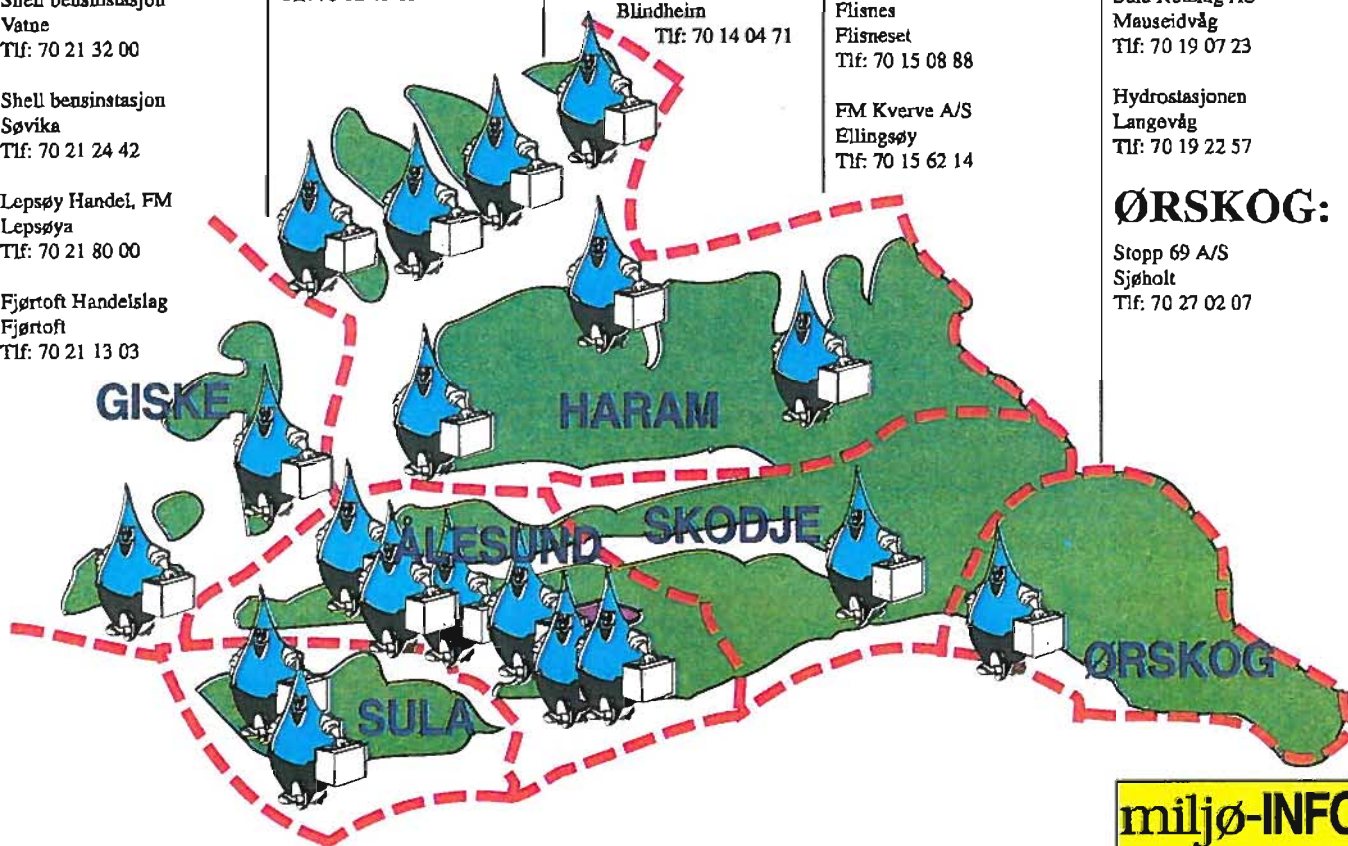 Shell bensinstasjon
Vatne
Tlf: 70 21 32 00
Shell bensinstasjon
Søvika
Tlf: 70 21 24 42
Lepsøy Handel, FM
Lepsøya
Tlf: 70 21 80 00
Fjørtoft Handelslag
Fjørtoft
Tlf: 70 21 13 03
Blindheim
Tlf: 70 14 04 71
Flisnes
Flisneset
Tlf: 70 15 08 88
FM Kverve A/S
Ellingsøy
Tlf: 70 15 62 14
Mauseidvåg
Tlf: 70 19 07 23
Hydrostasjonen
Langevåg
Tlf: 70 19 22 57
ØRSKOG:
Stopp 69 A/S
Sjøholt
Tlf: 70 27 02 07
GISKE
HARAM
ÅLESUND
SKODJE
ØRSKOG
SULA
miljø-INFO